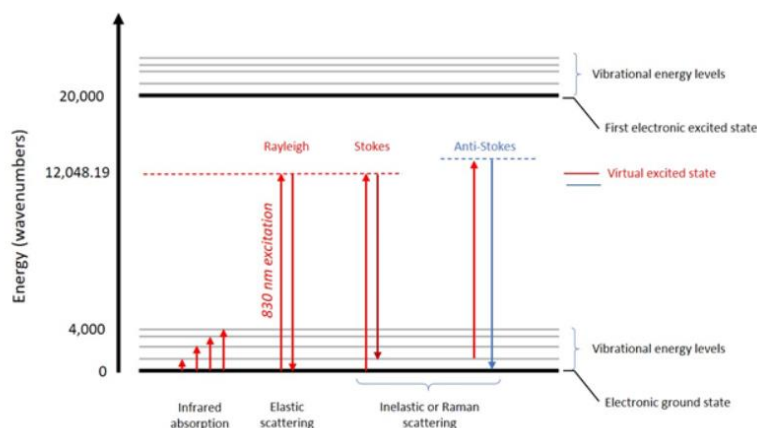 Energy (wavenumbers)
20,000
12,048.19
4,000
0
Vibrational energy levels
First electronic excited state
Rayleigh
Stokes
Anti-Stokes
Virtual excited state
830 nm excitation
Vibrational energy levels
Electronic ground state
Infrared
absorption
Elastic
scattering
Inelastic or Raman
scattering